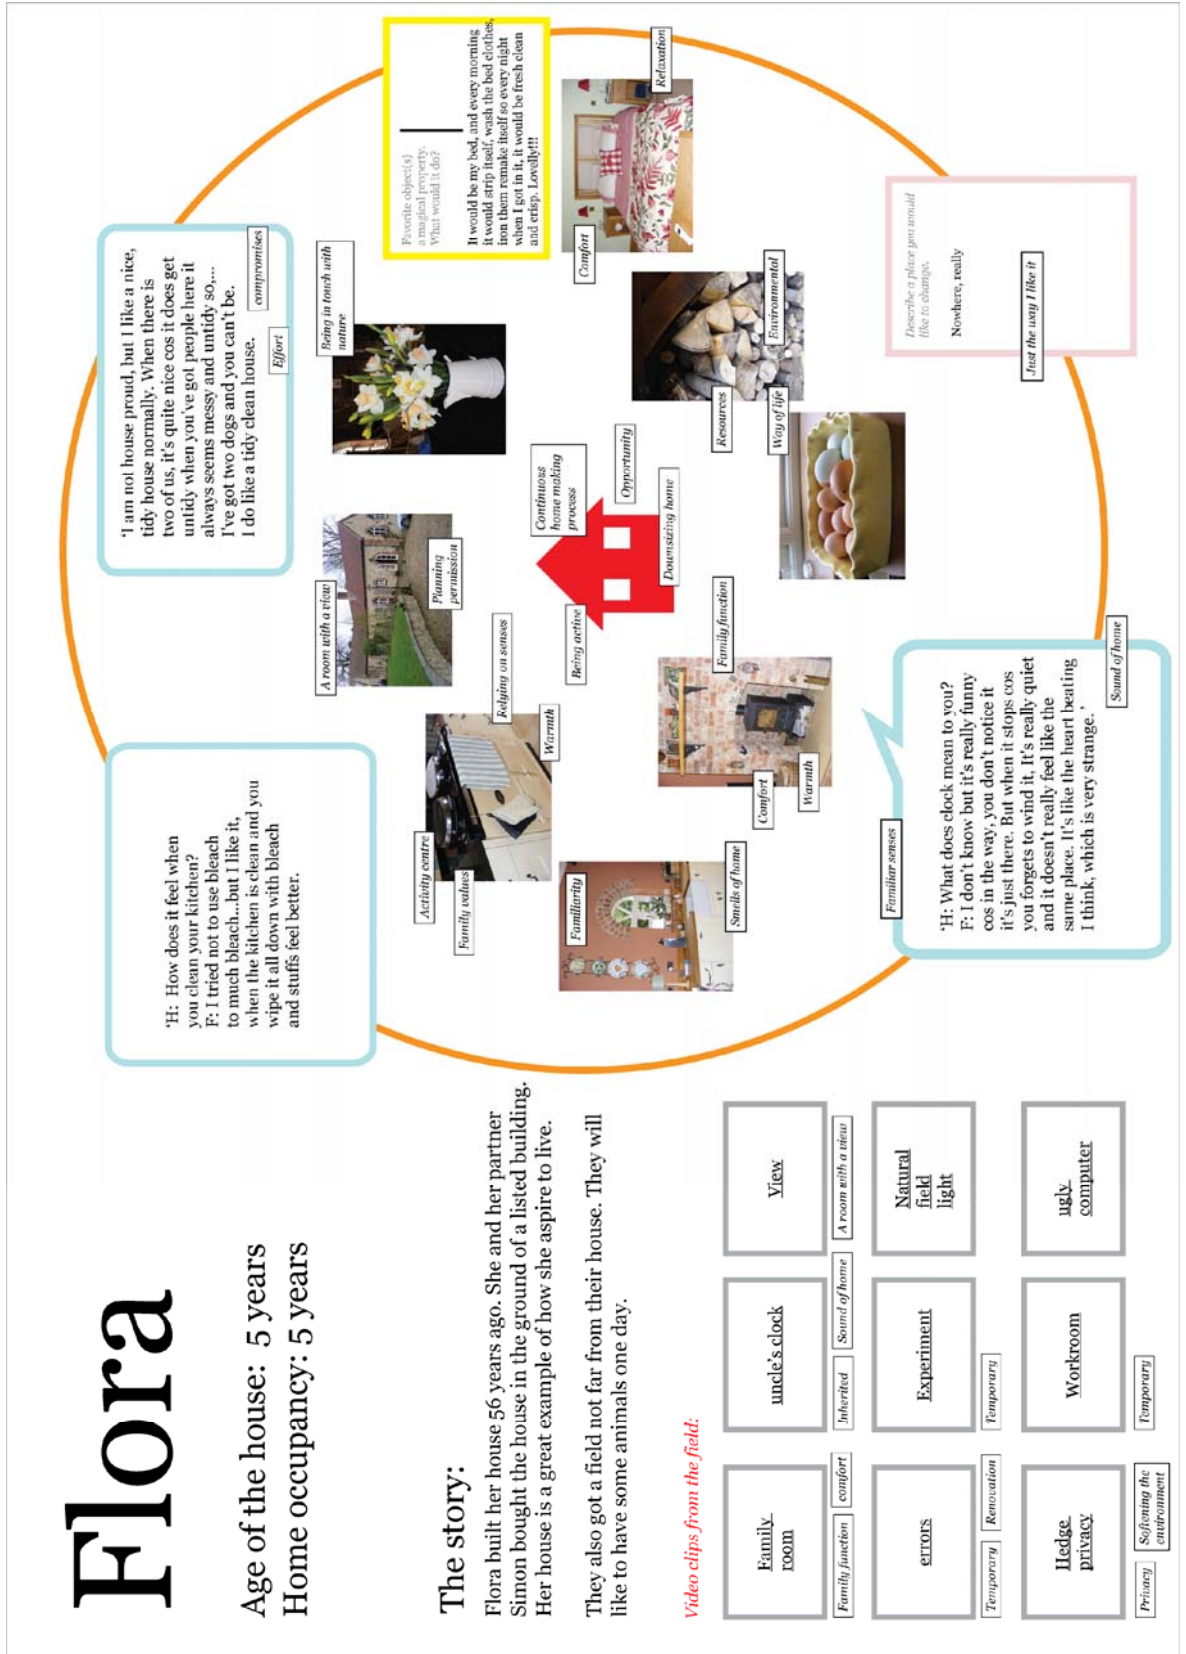 Flora
Age of the house: 5 years
Home occupancy: 5 years
The story:
Flora built her house 56 years ago. She and her partner
Simon bought the house in the ground of a listed building.
Her house is a great example of how she aspire to live.
They also got a field not far from their house. They will
like to have some animals one day.
Video clips from the field:
Family
room
Family function
comfort
uncle's clock
Inherited
Sound of home
View
A room with a view
errors
Temporary
Renovation
Experiment
Temporary
Natural
field
light
Hedge
privacy
Privacy
Softening the
environment
Workroom
Temporary
ugly
computer
'H: How does it feel when
you clean your kitchen?
F: I tried not to use bleach
to much bleach...but I like it,
when the kitchen is clean and you
wipe it all down with bleach
and stuffs feel better.
'I am not house proud, but I like a nice,
tidy house normally. When there is
two of us, it's quite nice cos it does get
untidy when you've got people here it
always seems messy and untidy so,...
I've got two dogs and you can't be.
I do like a tidy clean house.
compromises
Effort
Favorite object(s)
a magical property.
What would it do?
It would be my bed, and every morning
it would strip itself, wash the bed clothes,
iron them remake itself so every night
when I got in it, it would be fresh clean
and crisp. Lovelly!!!
A room with a view
Planning
permission
Being in touch with
nature
Relaxation
Comfort
Activity centre
Family values
Relying on senses
Warmth
Being active
Continuous
home making
process
Opportunity
Downsizing home
Resources
Environmental
Way of life
Familiarity
Smells of home
Comfort
Warmth
Family function
Familiar senses
'H: What does clock mean to you?
F: I don't know but it's really funny
cos in the way, you don't notice it
it's just there. But when it stops cos
you forgets to wind it, It's really quiet
and it doesn't really feel like the
same place. It's like the heart beating
I think, which is very strange.'
Sound of home
Describe a place you would
like to change.
Nowhere, really
Just the way I like it